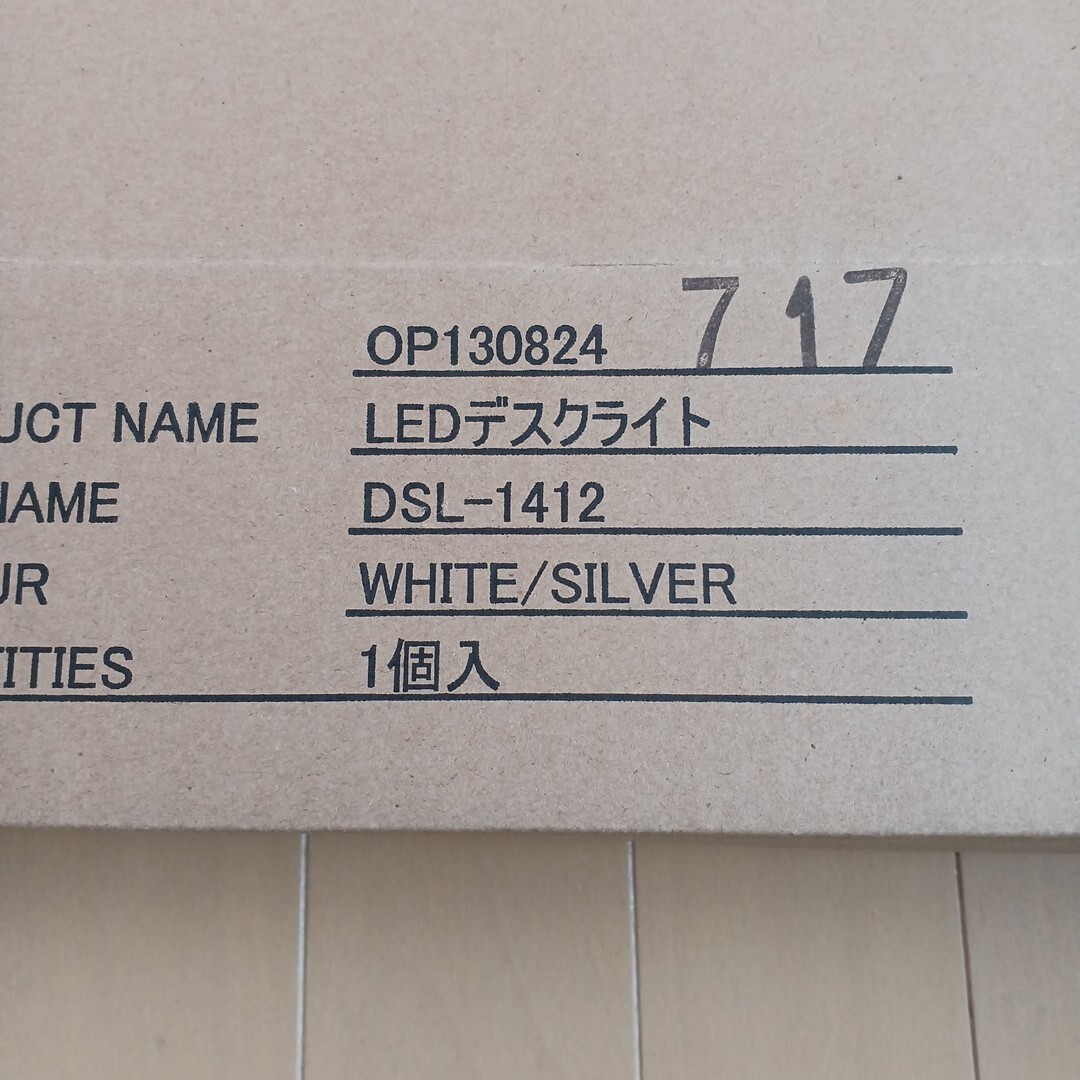 OP130824 717
UCT NAME LEDデスクライト
NAME DSL-1412
UR WHITE/SILVER
TITIES 1個入